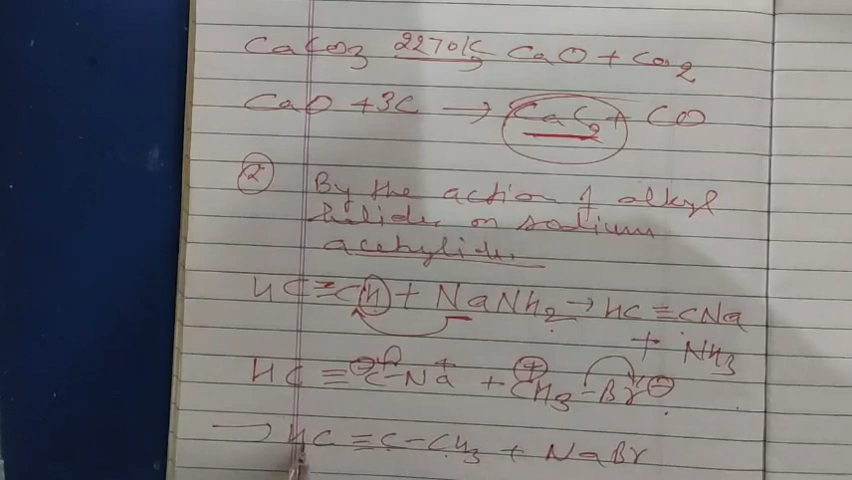 CaCO3 2270K CaO + CO2
CaO + 3C → CaC2 + CO
2 By the action of alkyl
halide on sodium
acetylide.
HC≡CH + NaNH2 → HC≡CNa
+ NH3
HC≡C⊖-Na+ + ⊕CH3-Br⊖
→ HC≡C-CH3 + NaBr